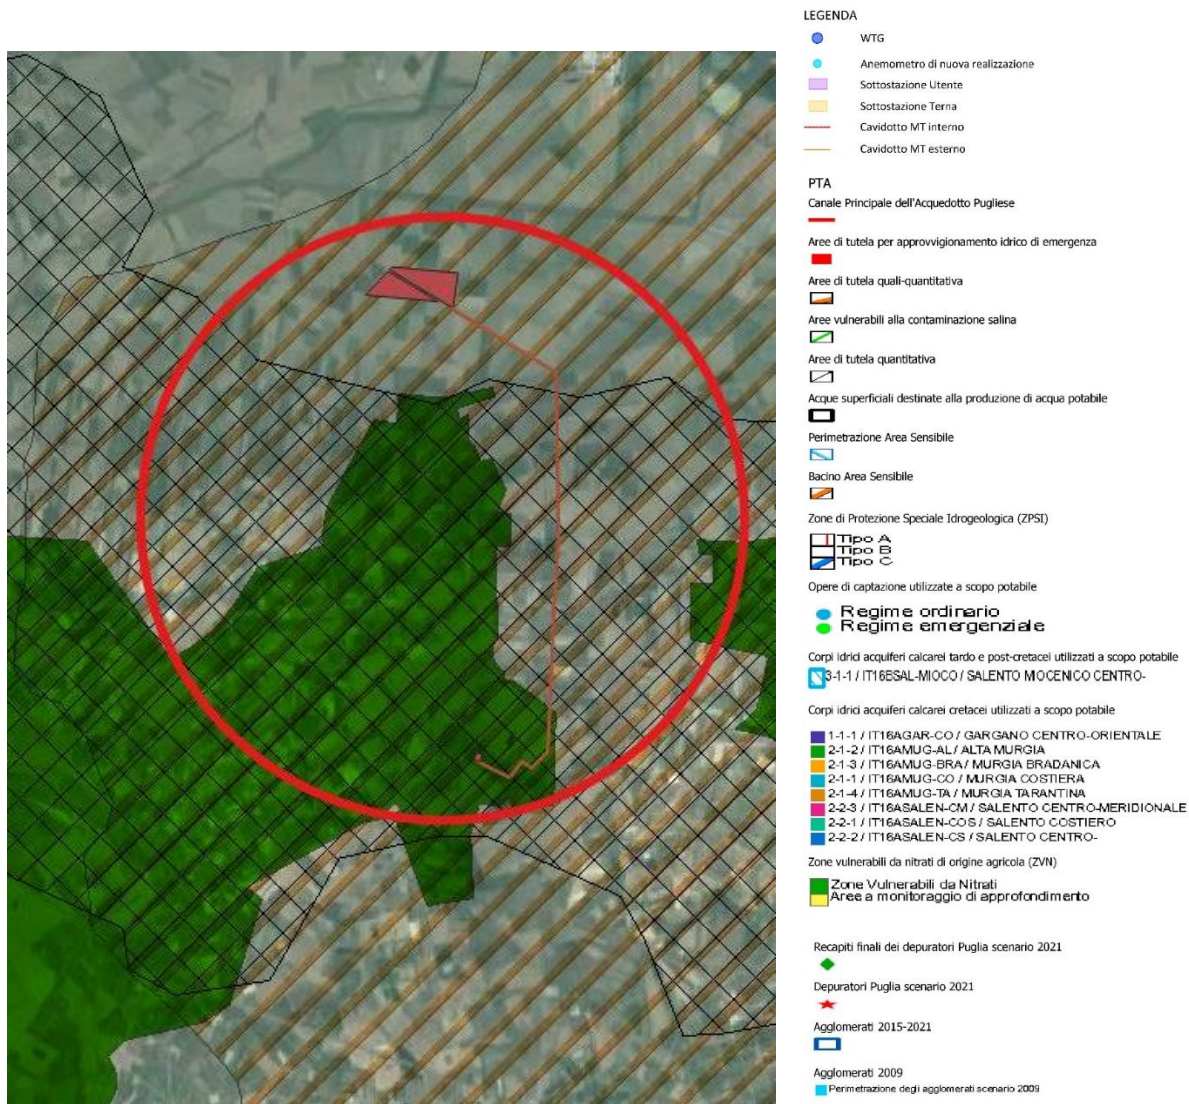 LEGENDA
WTG
Anemometro di nuova realizzazione
Sottostazione Utente
Sottostazione Terna
Cavidotto MT interno
Cavidotto MT esterno
PTA
Canale Principale dell'Acquedotto Pugliese
Aree di tutela per approvvigionamento idrico di emergenza
Aree di tutela quali-quantitativa
Aree vulnerabili alla contaminazione salina
Aree di tutela quantitativa
Acque superficiali destinate alla produzione di acqua potabile
Perimetrazione Area Sensibile
Bacino Area Sensibile
Zone di Protezione Speciale Idrogeologica (ZPSI)
Tipo A
Tipo B
Tipo C
Opere di captazione utilizzate a scopo potabile
Regime ordinario
Regime emergenziale
Corpi idrici acquiferi calcarei tardo e post-cretacei utilizzati a scopo potabile
3-1-1 / IT16BSAL-MIOCO / SALENTO MIOCENICO CENTRO-
Corpi idrici acquiferi calcarei cretacei utilizzati a scopo potabile
1-1-1 / IT16AGAR-CO / GARGANO CENTRO-ORIENTALE
2-1-2 / IT16AMUG-AL / ALTA MURGIA
2-1-3 / IT16AMUG-BRA / MURGIA BRADANICA
2-1-1 / IT16AMUG-CO / MURGIA COSTIERA
2-1-4 / IT16AMUG-TA / MURGIA TARANTINA
2-2-3 / IT16ASALEN-CM / SALENTO CENTRO-MERIDIONALE
2-2-1 / IT16ASALEN-COS / SALENTO COSTIERO
2-2-2 / IT16ASALEN-CS / SALENTO CENTRO-
Zone vulnerabili da nitrati di origine agricola (ZVN)
Zone Vulnerabili da Nitrati
Aree a monitoraggio di approfondimento
Recapiti finali dei depuratori Puglia scenario 2021
Depuratori Puglia scenario 2021
Agglomerati 2015-2021
Agglomerati 2009
Perimetrazione degli agglomerati scenario 2009